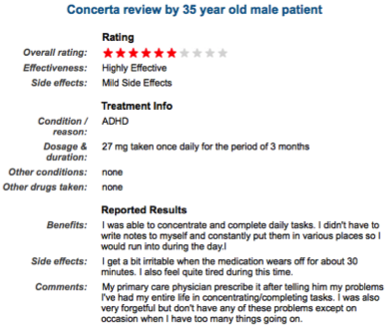 Concerta review by 35 year old male patient
Rating
Overall rating:
Effectiveness: Highly Effective
Side effects: Mild Side Effects
Treatment Info
Condition / ADHD
reason:
Dosage & 27 mg taken once daily for the period of 3 months
duration:
Other conditions: none
Other drugs taken: none
Reported Results
Benefits: I was able to concentrate and complete daily tasks. I didn't have to
write notes to myself and constantly put them in various places so I
would run into during the day.l
Side effects: I get a bit irritable when the medication wears off for about 30
minutes. I also feel quite tired during this time.
Comments: My primary care physician prescribe it after telling him my problems
I've had my entire life in concentrating/completing tasks. I was also
very forgetful but don't have any of these problems except on
occasion when I have too many things going on.